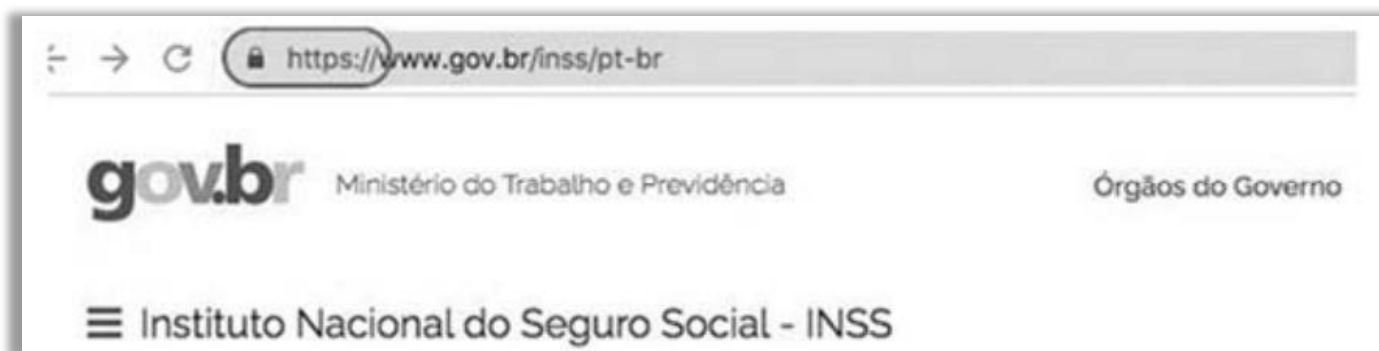 https://www.gov.br/inss/pt-br
gov.br Ministério do Trabalho e Previdência Órgãos do Governo
Instituto Nacional do Seguro Social - INSS